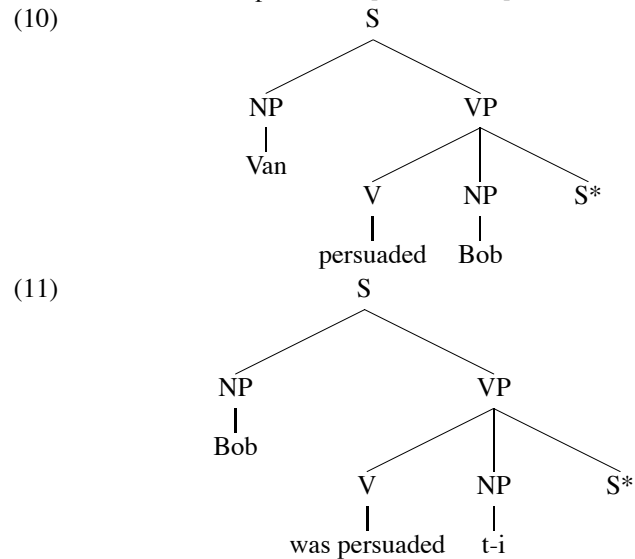 (10)
S
NP VP
Van
V NP S*
persuaded Bob
(11)
S
NP VP
Bob
V NP S*
was persuaded t-i